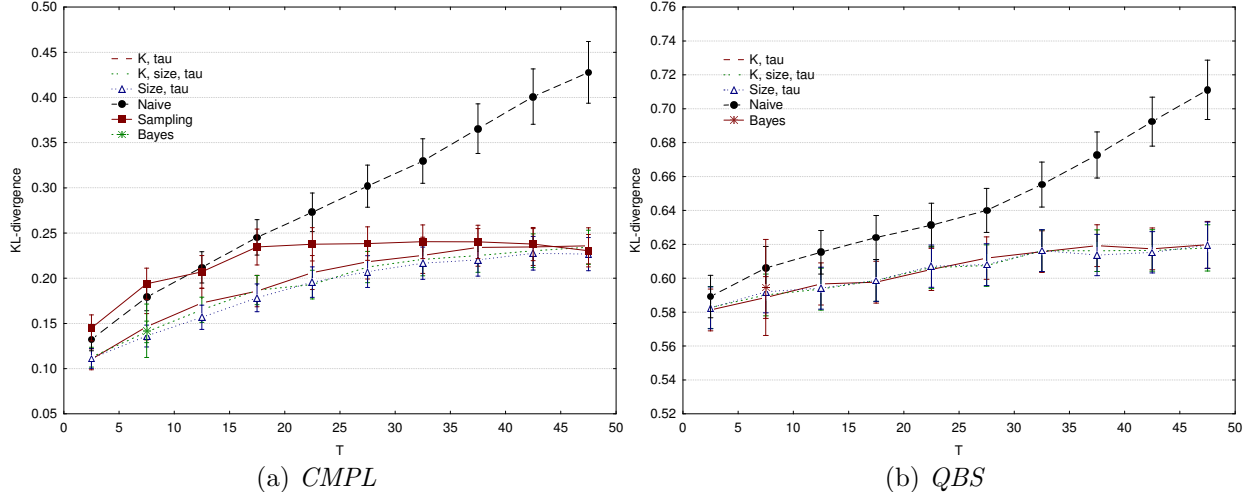 0.50
0.45
0.40
0.35
0.30
0.25
0.20
0.15
0.10
0.05
KL-divergence
K, tau
K, size, tau
Size, tau
Naive
Sampling
Bayes
0 5 10 15 20 25 30 35 40 45 50
T
(a) CMPL
0.76
0.74
0.72
0.70
0.68
0.66
0.64
0.62
0.60
0.58
0.56
0.54
0.52
KL-divergence
K, tau
K, size, tau
Size, tau
Naive
Bayes
0 5 10 15 20 25 30 35 40 45 50
T
(b) QBS